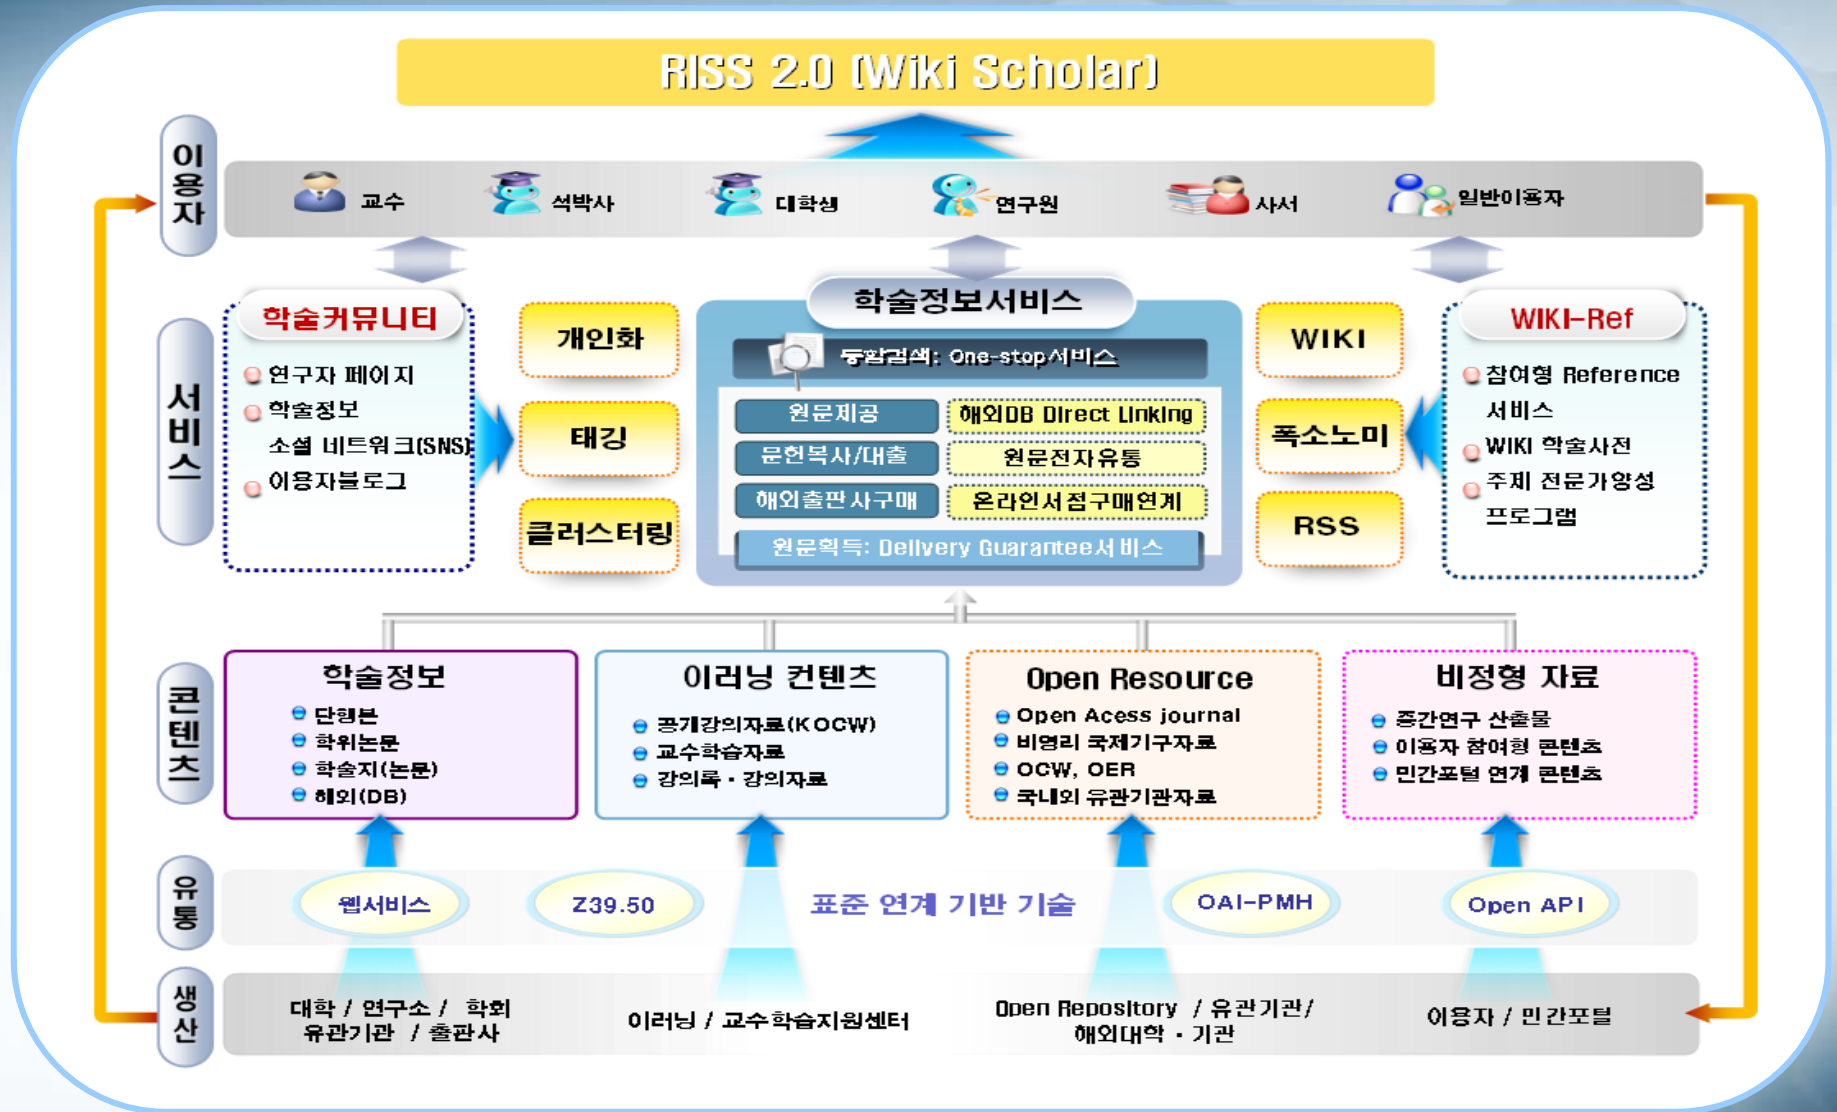 RISS 2.0 (Wiki Scholar)
이용자
교수
석박사
대학생
연구원
사서
일반이용자
서비스
학술커뮤니티
연구자 페이지
학술정보
소셜 네트워크(SNS)
이용자블로그
개인화
태깅
클러스터링
학술정보서비스
통합검색: One-stop서비스
원문제공
해외DB Direct Linking
문헌복사/대출
원문전자유통
해외출판사구매
온라인서점구매연계
원문획득: Delivery Guarantee서비스
WIKI
폭소노미
RSS
WIKI-Ref
참여형 Reference
서비스
WIKI 학술사전
주제 전문가양성
프로그램
콘텐츠
학술정보
단행본
학위논문
학술지(논문)
해외(DB)
이러닝 컨텐츠
공개강의자료(KOCW)
교수학습자료
강의록 · 강의자료
Open Resource
Open Acess journal
비영리 국제기구자료
OCW, OER
국내외 유관기관자료
비정형 자료
중간연구 산출물
이용자 참여형 콘텐츠
민간포털 연계 콘텐츠
유통
웹서비스
Z39.50
표준 연계 기반 기술
OAI-PMH
Open API
생산
대학 / 연구소 / 학회
유관기관 / 출판사
이러닝 / 교수학습지원센터
Open Repository / 유관기관/
해외대학 · 기관
이용자 / 민간포털